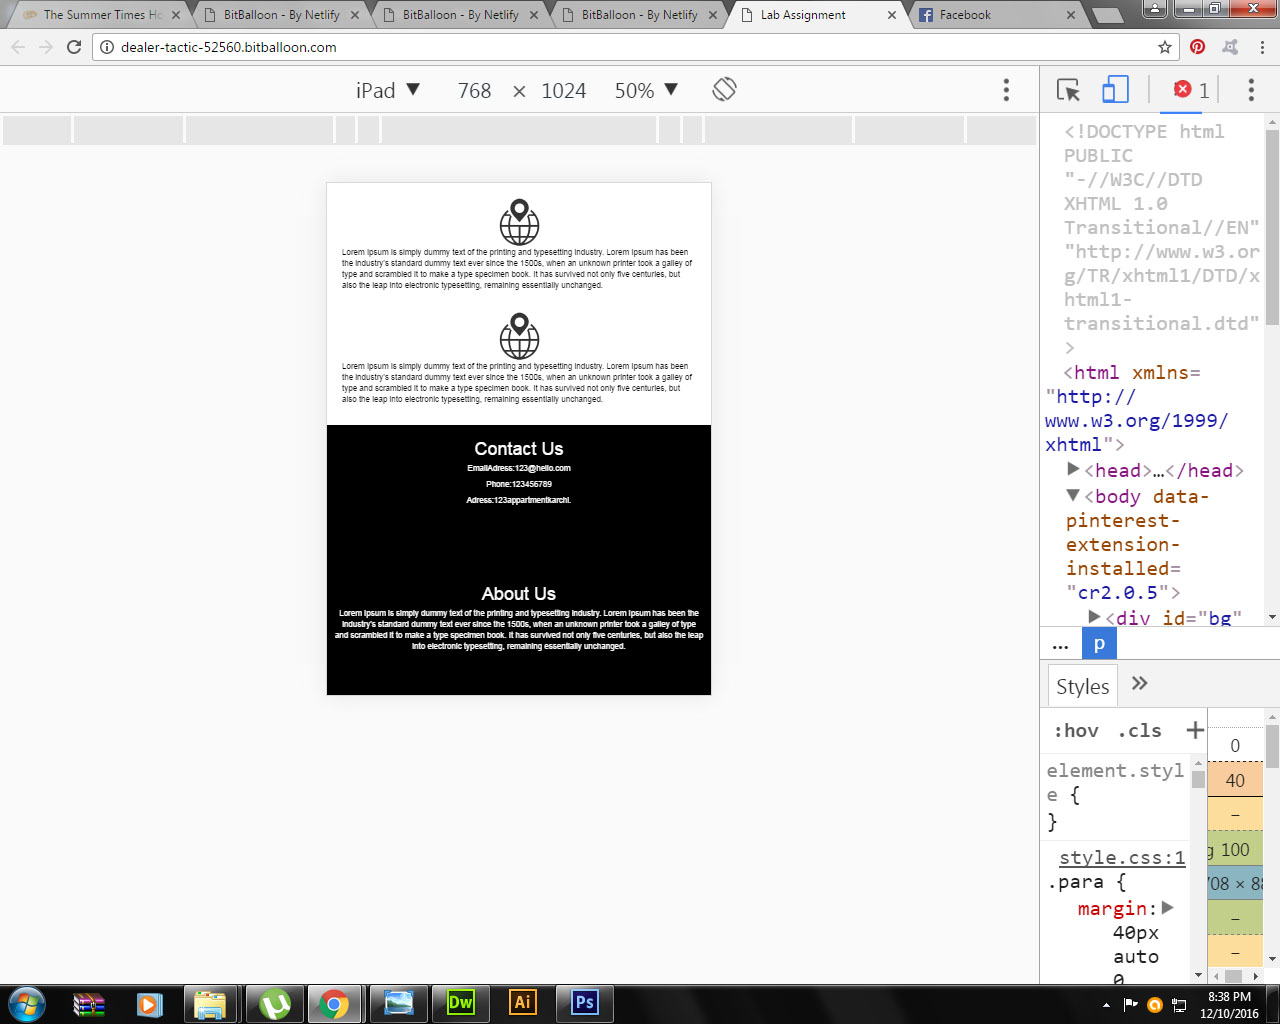 The Summer Times Ho
BitBalloon - By Netlify
BitBalloon - By Netlify
BitBalloon - By Netlify
Lab Assignment
Facebook
dealer-tactic-52560.bitballoon.com
iPad ▼ 768 × 1024 50% ▼
1
Lorem Ipsum is simply dummy text of the printing and typesetting industry. Lorem Ipsum has been
the industry's standard dummy text ever since the 1500s, when an unknown printer took a galley of
type and scrambled it to make a type specimen book. It has survived not only five centuries, but
also the leap into electronic typesetting, remaining essentially unchanged.
Lorem Ipsum is simply dummy text of the printing and typesetting industry. Lorem Ipsum has been
the industry's standard dummy text ever since the 1500s, when an unknown printer took a galley of
type and scrambled it to make a type specimen book. It has survived not only five centuries, but
also the leap into electronic typesetting, remaining essentially unchanged.
Contact Us
EmailAdress:123@hello.com
Phone:123456789
Adress:123appartmentkarchi.
About Us
Lorem Ipsum is simply dummy text of the printing and typesetting industry. Lorem Ipsum has been the
industry's standard dummy text ever since the 1500s, when an unknown printer took a galley of type
and scrambled it to make a type specimen book. It has survived not only five centuries, but also the leap
into electronic typesetting, remaining essentially unchanged.
<!DOCTYPE html
PUBLIC
"-//W3C//DTD
XHTML 1.0
Transitional//EN"
"http://www.w3.or
g/TR/xhtml1/DTD/x
html1-
transitional.dtd"
>
<html xmlns=
"http://
www.w3.org/1999/
xhtml">
▶<head>…</head>
▼<body data-
pinterest-
extension-
installed=
"cr2.0.5">
▶<div id="bg"
... p
Styles »
:hov .cls +
element.styl
e {
}
style.css:1
.para {
margin:▶
40px
auto
0
0
40
–
g 100
708 × 88
–
–
Dw
Ai
Ps
8:38 PM
12/10/2016